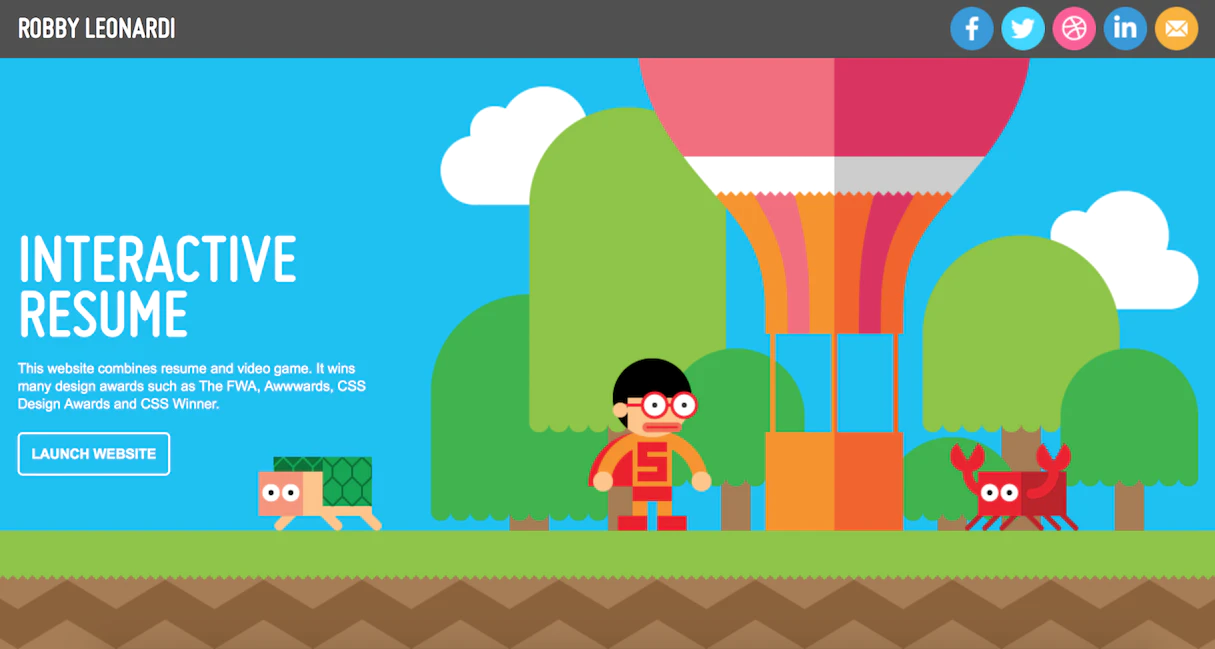 ROBBY LEONARDI
INTERACTIVE
RESUME
This website combines resume and video game. It wins
many design awards such as The FWA, Awwwards, CSS
Design Awards and CSS Winner.
LAUNCH WEBSITE
S